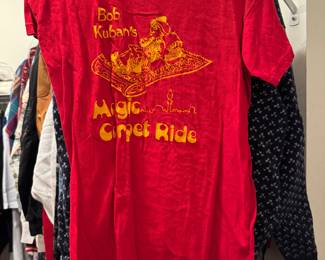 Bob
Kuban's
Magic
Carpet Ride